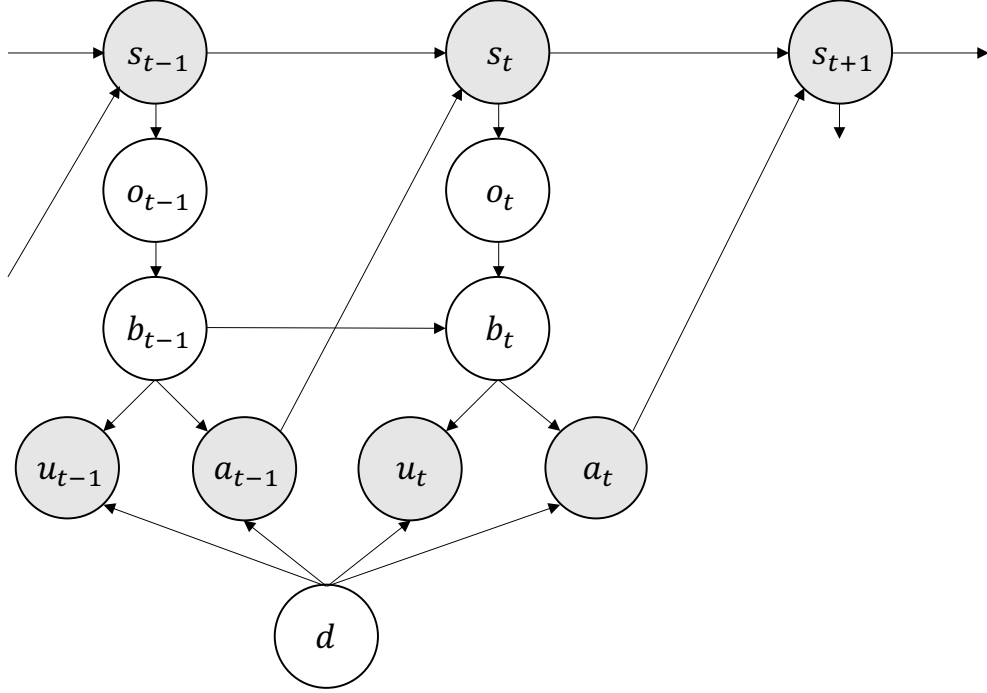 s_{t−1} s_t s_{t+1}
o_{t−1} o_t
b_{t−1} b_t
u_{t−1} a_{t−1} u_t a_t
d